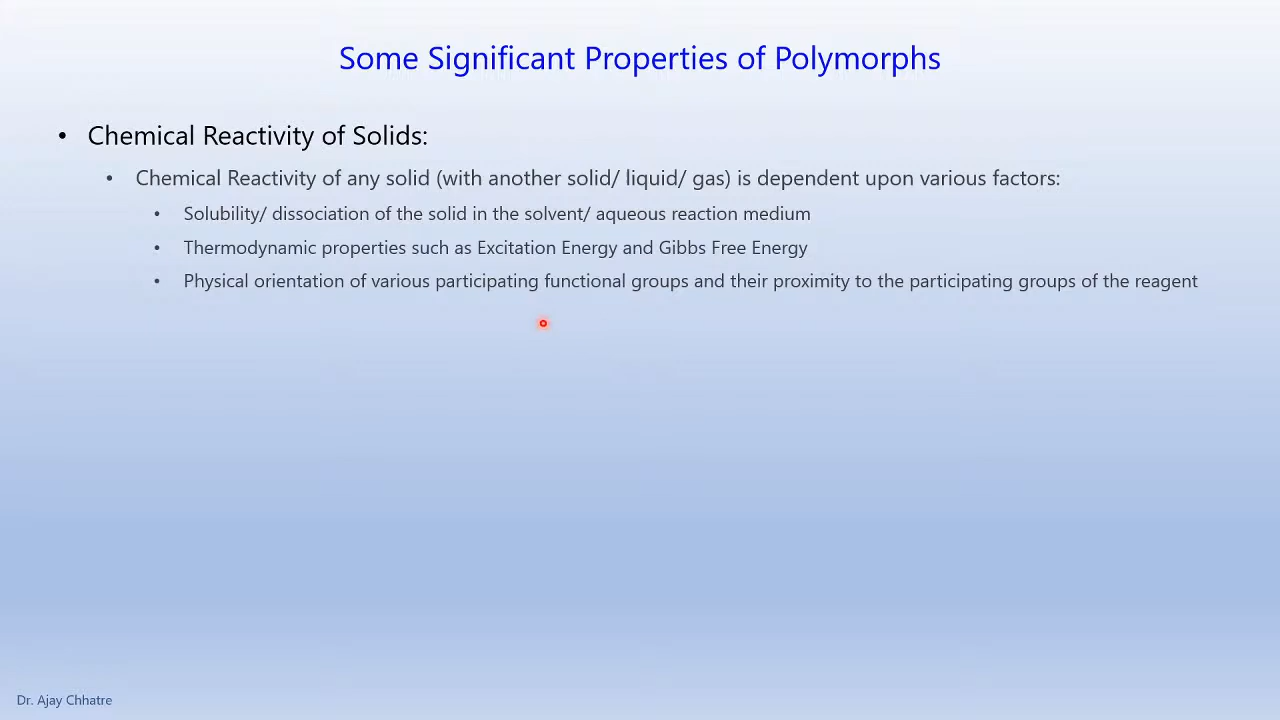 Some Significant Properties of Polymorphs
• Chemical Reactivity of Solids:
• Chemical Reactivity of any solid (with another solid/ liquid/ gas) is dependent upon various factors:
• Solubility/ dissociation of the solid in the solvent/ aqueous reaction medium
• Thermodynamic properties such as Excitation Energy and Gibbs Free Energy
• Physical orientation of various participating functional groups and their proximity to the participating groups of the reagent
Dr. Ajay Chhatre